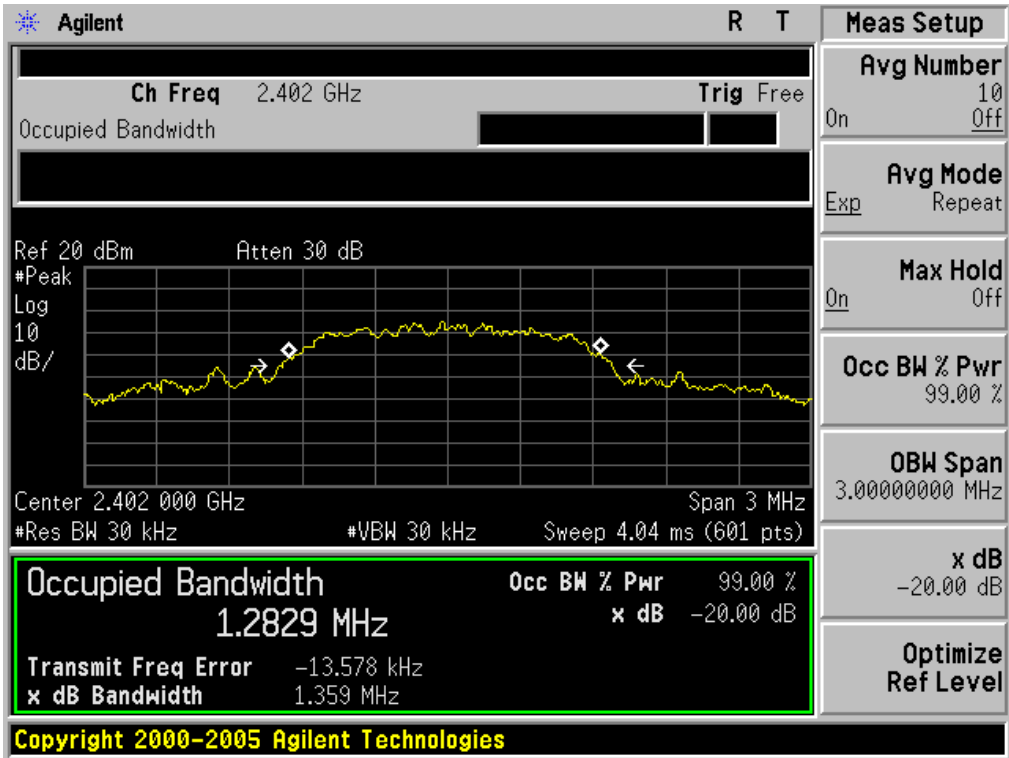 Agilent R T
Ch Freq 2.402 GHz Trig Free
Occupied Bandwidth
Ref 20 dBm Atten 30 dB
#Peak
Log
10
dB/
Center 2.402 000 GHz Span 3 MHz
#Res BW 30 kHz #VBW 30 kHz Sweep 4.04 ms (601 pts)
Occupied Bandwidth Occ BW % Pwr 99.00 %
1.2829 MHz x dB -20.00 dB
Transmit Freq Error -13.578 kHz
x dB Bandwidth 1.359 MHz
Copyright 2000-2005 Agilent Technologies
Meas Setup
Avg Number
10
On Off
Avg Mode
Exp Repeat
Max Hold
On Off
Occ BW % Pwr
99.00 %
OBW Span
3.00000000 MHz
x dB
-20.00 dB
Optimize
Ref Level